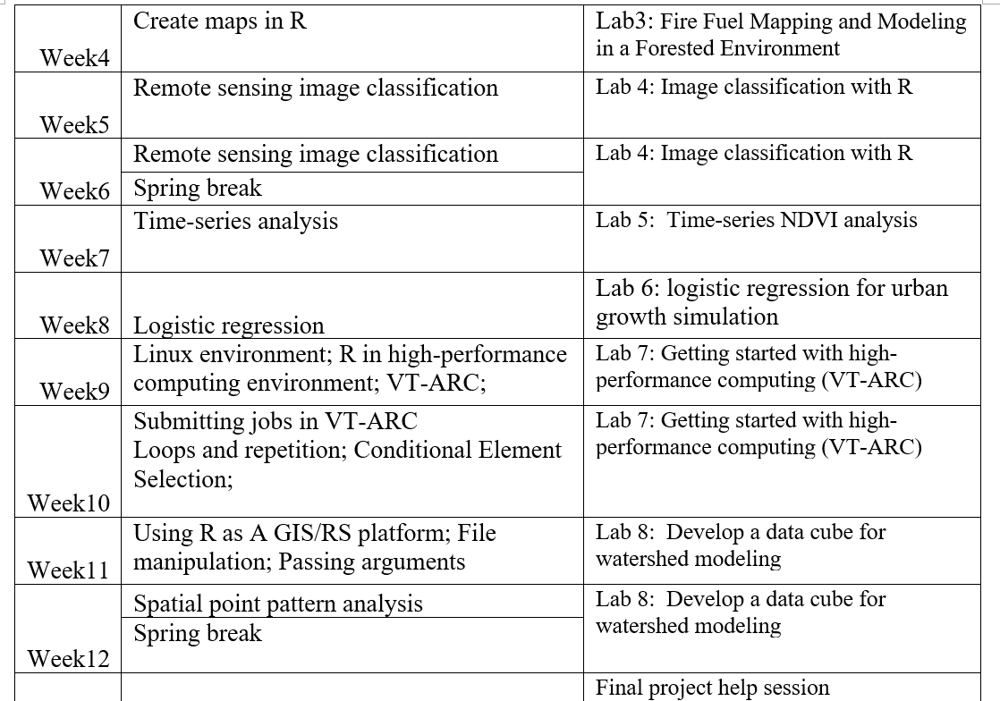 Create maps in R
Lab3: Fire Fuel Mapping and Modeling
in a Forested Environment
Week4
Remote sensing image classification
Lab 4: Image classification with R
Week5
Remote sensing image classification
Lab 4: Image classification with R
Spring break
Week6
Time-series analysis
Lab 5:  Time-series NDVI analysis
Week7
Lab 6: logistic regression for urban
growth simulation
Week8
Logistic regression
Linux environment; R in high-performance
computing environment; VT-ARC;
Lab 7: Getting started with high-
performance computing (VT-ARC)
Week9
Submitting jobs in VT-ARC
Loops and repetition; Conditional Element
Selection;
Lab 7: Getting started with high-
performance computing (VT-ARC)
Week10
Using R as A GIS/RS platform; File
manipulation; Passing arguments
Lab 8:  Develop a data cube for
watershed modeling
Week11
Spatial point pattern analysis
Lab 8:  Develop a data cube for
watershed modeling
Spring break
Week12
Final project help session